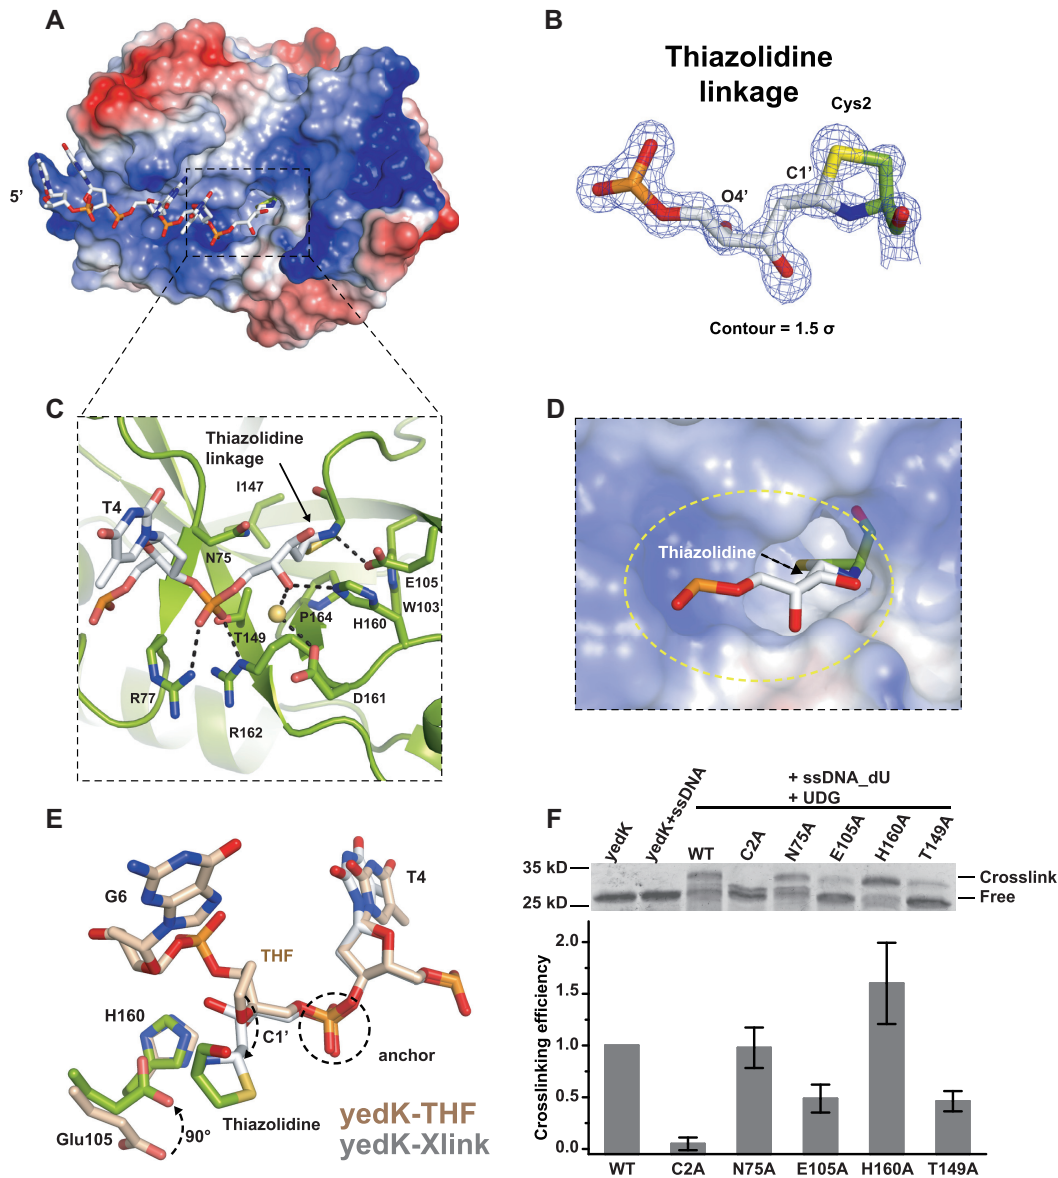 A
5'
B
Thiazolidine
linkage
Cys2
C1'
O4'
Contour = 1.5 σ
C
Thiazolidine
linkage
I147
T4
N75
E105
W103
P164
H160
T149
R77
D161
R162
D
Thiazolidine
E
G6
T4
THF
H160
C1'
anchor
Glu105
90°
Thiazolidine
yedK-THF
yedK-Xlink
F
+ ssDNA_dU
+ UDG
yedK
yedK+ssDNA
WT
C2A
N75A
E105A
H160A
T149A
35 kD
25 kD
Crosslink
Free
Crosslinking efficiency
2.0
1.5
1.0
0.5
0.0
WT C2A N75A E105A H160A T149A